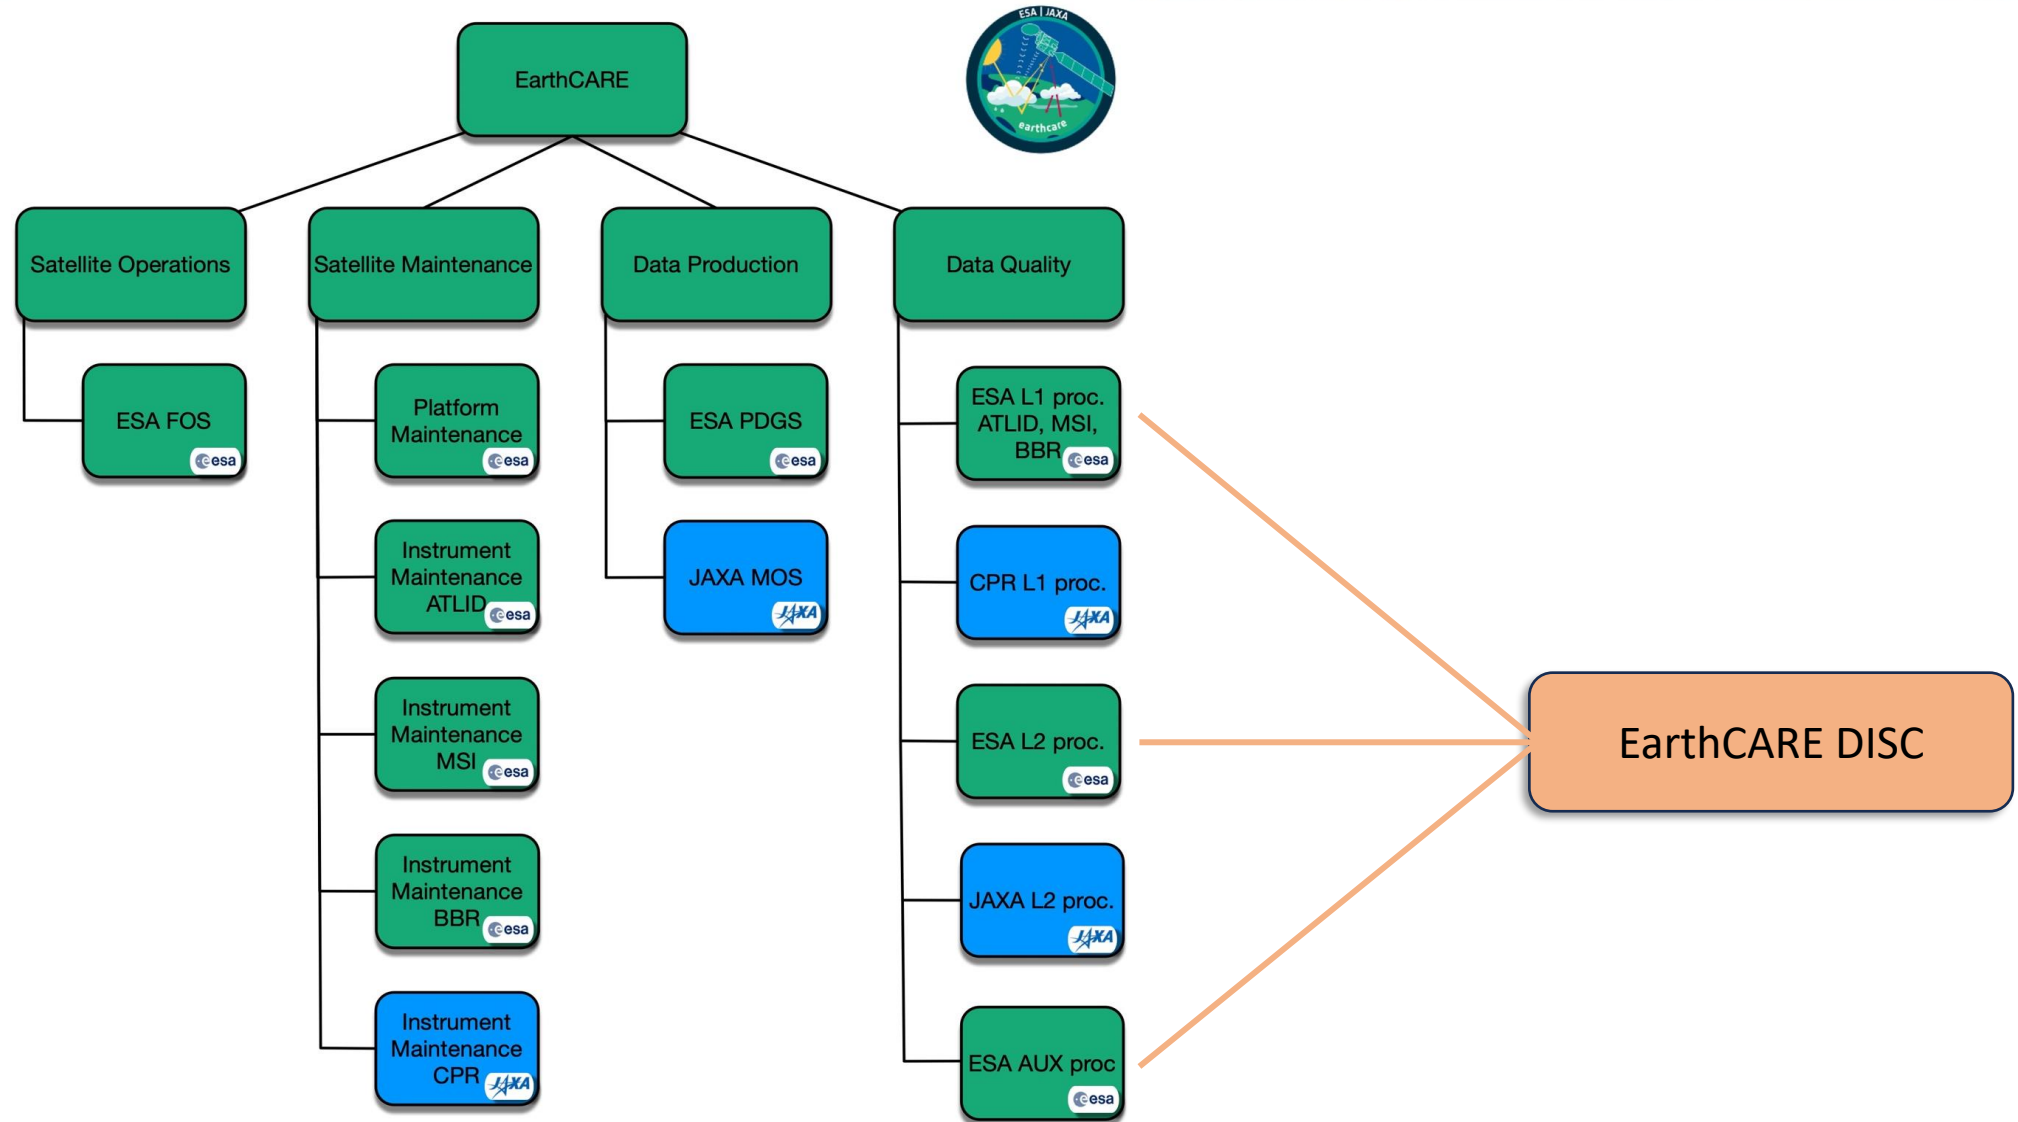 ESA | JAXA
earthcare
EarthCARE
Satellite Operations
Satellite Maintenance
Data Production
Data Quality
ESA FOS
esa
Platform
Maintenance
esa
Instrument
Maintenance
ATLID
esa
Instrument
Maintenance
MSI
esa
Instrument
Maintenance
BBR
esa
Instrument
Maintenance
CPR
JAXA
ESA PDGS
esa
JAXA MOS
JAXA
ESA L1 proc.
ATLID, MSI,
BBR
esa
CPR L1 proc.
JAXA
ESA L2 proc.
esa
JAXA L2 proc.
JAXA
ESA AUX proc
esa
EarthCARE DISC